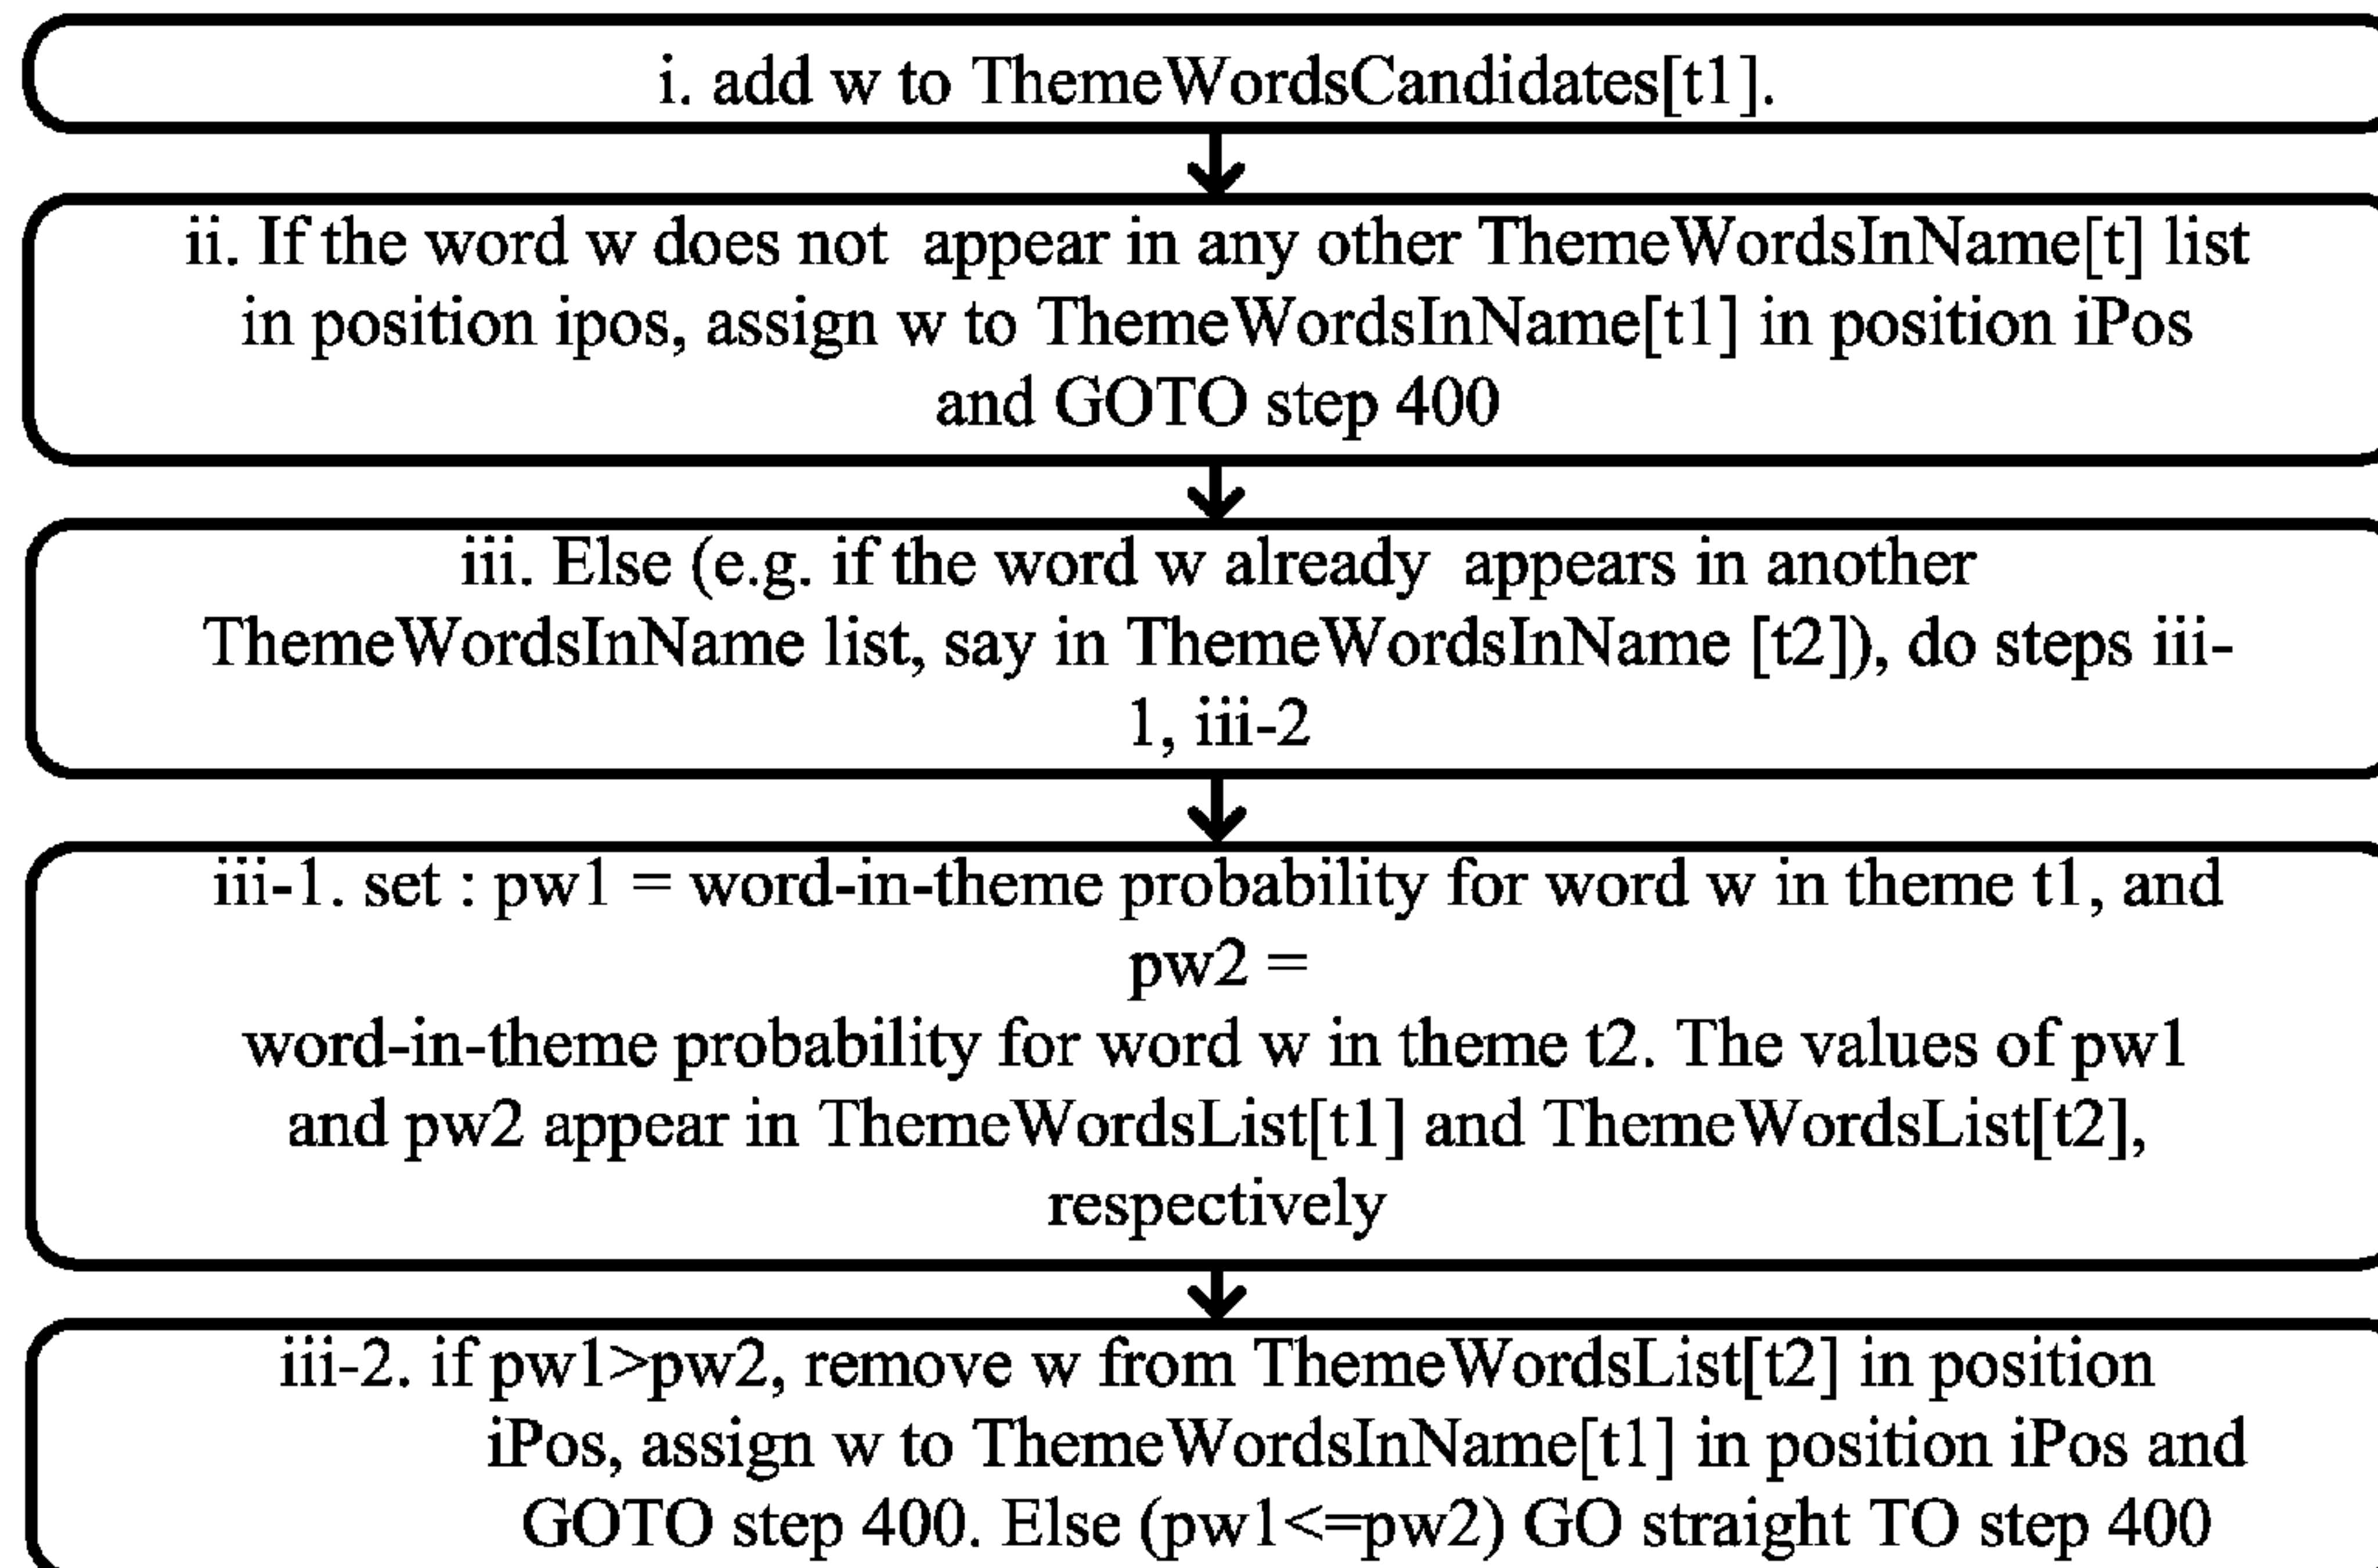 i. add w to ThemeWordsCandidates[t1].
ii. If the word w does not appear in any other ThemeWordsInName[t] list
in position ipos, assign w to ThemeWordsInName[t1] in position iPos
and GOTO step 400
iii. Else (e.g. if the word w already appears in another
ThemeWordsInName list, say in ThemeWordsInName [t2]), do steps iii-
1, iii-2
iii-1. set : pw1 = word-in-theme probability for word w in theme t1, and
pw2 =
word-in-theme probability for word w in theme t2. The values of pw1
and pw2 appear in ThemeWordsList[t1] and ThemeWordsList[t2],
respectively
iii-2. if pw1>pw2, remove w from ThemeWordsList[t2] in position
iPos, assign w to ThemeWordsInName[t1] in position iPos and
GOTO step 400. Else (pw1<=pw2) GO straight TO step 400